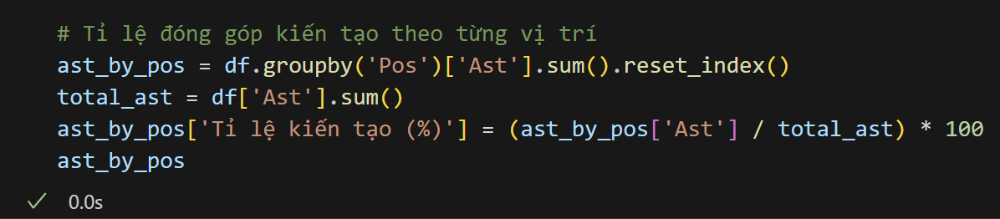 # Tỉ lệ đóng góp kiến tạo theo từng vị trí
ast_by_pos = df.groupby('Pos')['Ast'].sum().reset_index()
total_ast = df['Ast'].sum()
ast_by_pos['Tỉ lệ kiến tạo (%)'] = (ast_by_pos['Ast'] / total_ast) * 100
ast_by_pos
0.0s